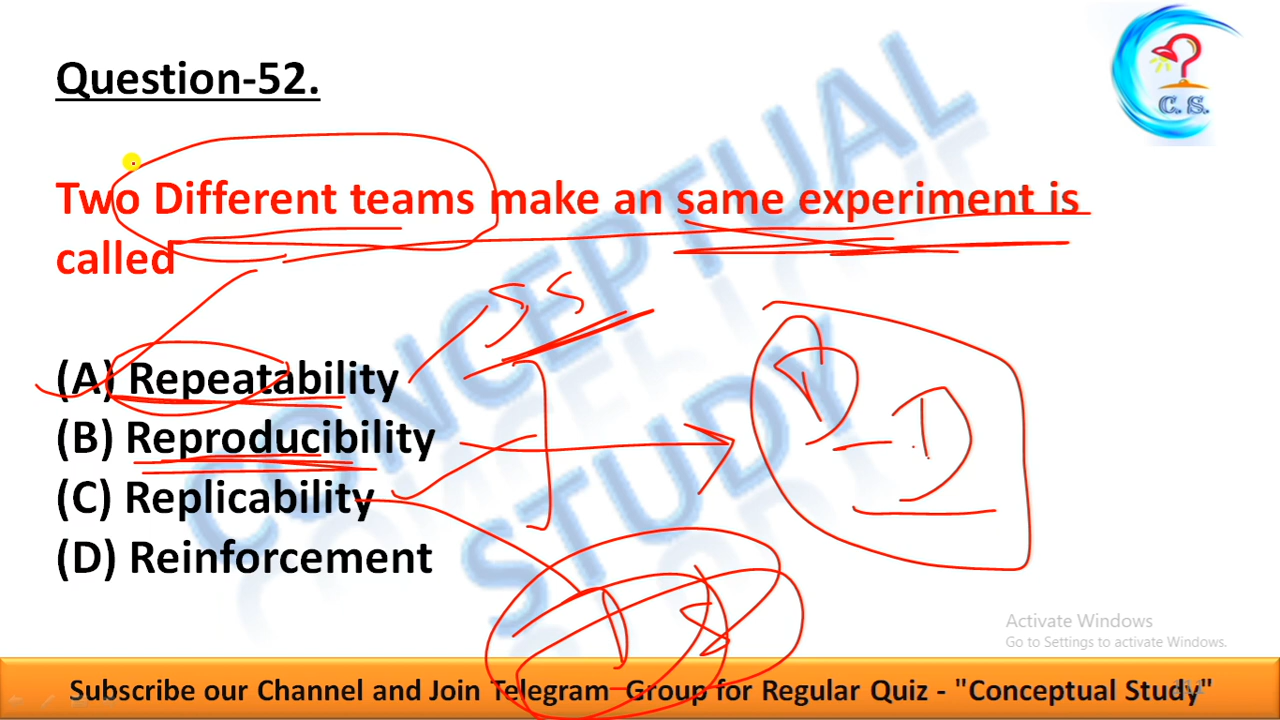 Question-52.
C. S.
Two Different teams make an same experiment is
called
SS
(A) Repeatability
(B) Reproducibility
(C) Replicability
(D) Reinforcement
D - D
D S
CONCEPTUAL
STUDY
Activate Windows
Go to Settings to activate Windows.
Subscribe our Channel and Join Telegram Group for Regular Quiz - "Conceptual Study"